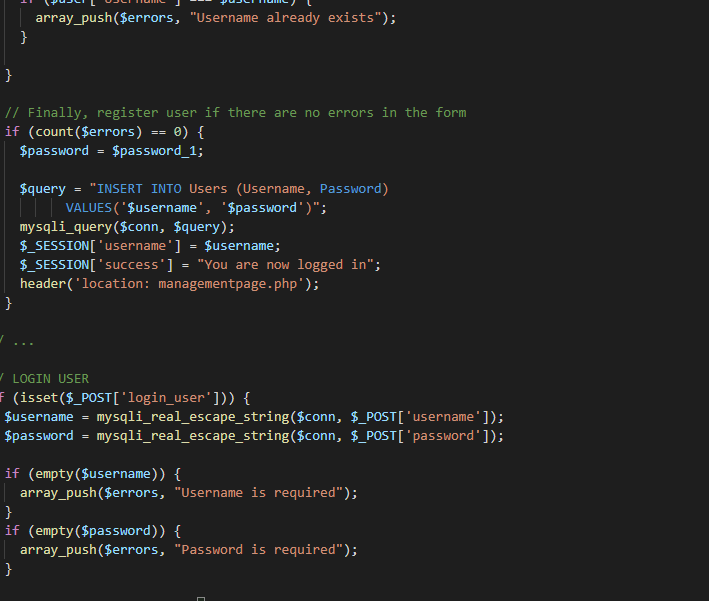 if ($user['Username'] === $username) {
array_push($errors, "Username already exists");
}
}
// Finally, register user if there are no errors in the form
if (count($errors) == 0) {
$password = $password_1;
$query = "INSERT INTO Users (Username, Password)
VALUES('$username', '$password')";
mysqli_query($conn, $query);
$_SESSION['username'] = $username;
$_SESSION['success'] = "You are now logged in";
header('location: managementpage.php');
}
/ ...
/ LOGIN USER
f (isset($_POST['login_user'])) {
$username = mysqli_real_escape_string($conn, $_POST['username']);
$password = mysqli_real_escape_string($conn, $_POST['password']);
if (empty($username)) {
array_push($errors, "Username is required");
}
if (empty($password)) {
array_push($errors, "Password is required");
}